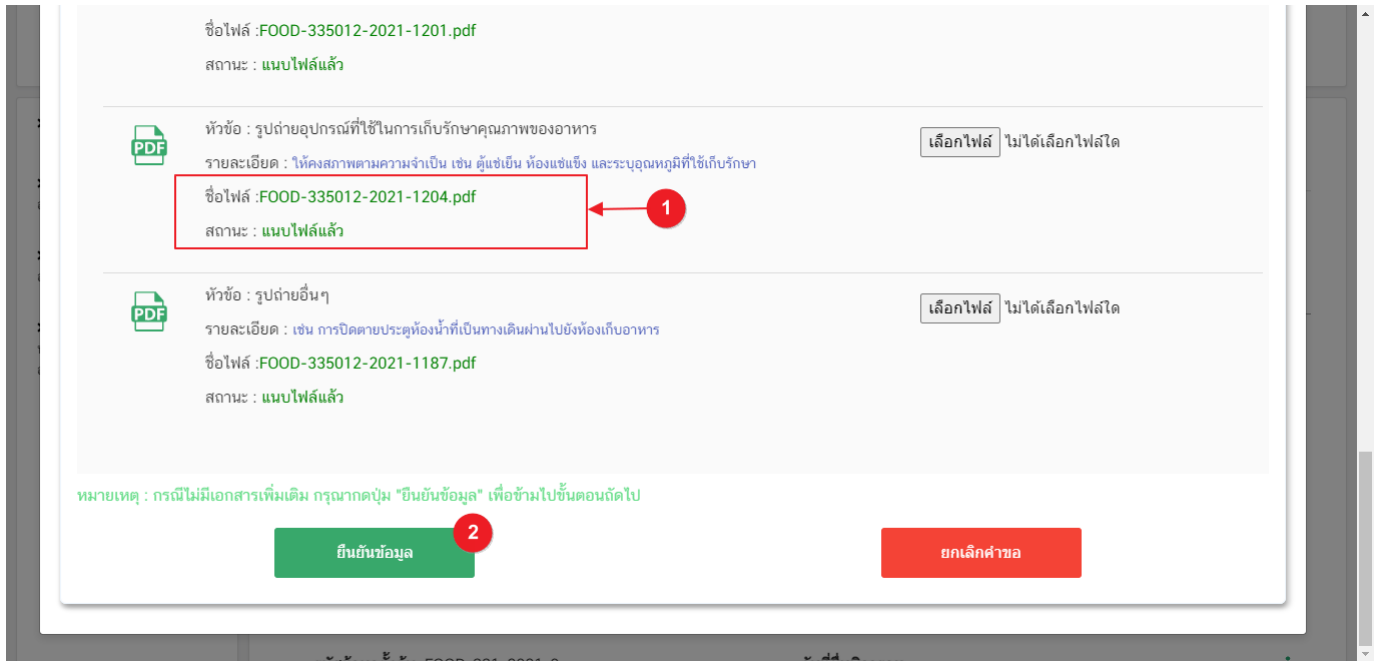 ชื่อไฟล์ :FOOD-335012-2021-1201.pdf
สถานะ : แนบไฟล์แล้ว
PDF
หัวข้อ : รูปถ่ายอุปกรณ์ที่ใช้ในการเก็บรักษาคุณภาพของอาหาร
เลือกไฟล์ ไม่ได้เลือกไฟล์ใด
รายละเอียด : ให้คงสภาพตามความจำเป็น เช่น ตู้แช่เย็น ห้องแช่แข็ง และระบุอุณหภูมิที่ใช้เก็บรักษา
ชื่อไฟล์ :FOOD-335012-2021-1204.pdf
1
สถานะ : แนบไฟล์แล้ว
PDF
หัวข้อ : รูปถ่ายอื่นๆ
เลือกไฟล์ ไม่ได้เลือกไฟล์ใด
รายละเอียด : เช่น การปิดตายประตูห้องน้ำที่เป็นทางเดินผ่านไปยังห้องเก็บอาหาร
ชื่อไฟล์ :FOOD-335012-2021-1187.pdf
สถานะ : แนบไฟล์แล้ว
หมายเหตุ : กรณีไม่มีเอกสารเพิ่มเติม กรุณากดปุ่ม "ยืนยันข้อมูล" เพื่อข้ามไปขั้นตอนถัดไป
2
ยืนยันข้อมูล
ยกเลิกคำขอ